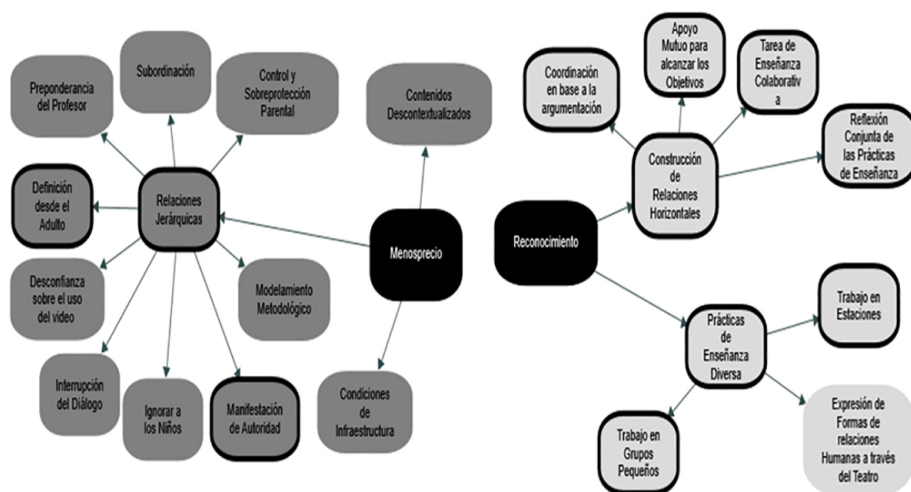 Preponderancia
del Profesor
Subordinación
Control y
Sobreprotección
Parental
Definición
desde el
Adulto
Relaciones
Jerárquicas
Desconfianza
sobre el uso
del video
Modelamiento
Metodológico
Interrupción
del Diálogo
Ignorar a
los Niños
Manifestación
de Autoridad
Contenidos
Descontextualizados
Menosprecio
Condiciones
de
Infraestructura
Coordinación
en base a la
argumentación
Apoyo
Mutuo para
alcanzar los
Objetivos
Tarea de
Enseñanza
Colaborativ
a
Construcción
de
Relaciones
Horizontales
Reflexión
Conjunta de
las Prácticas
de Enseñanza
Reconocimiento
Prácticas
de
Enseñanza
Diversa
Trabajo en
Estaciones
Trabajo en
Grupos
Pequeños
Expresión de
Formas de
relaciones
Humanas a través
del Teatro